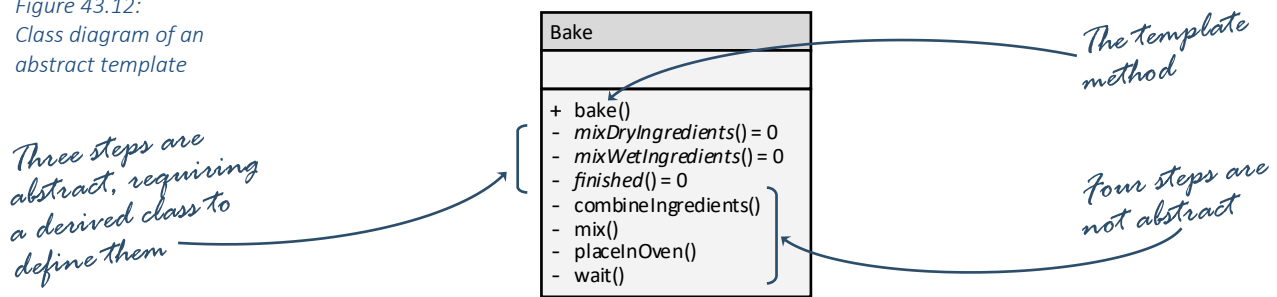 Figure 43.12:
Class diagram of an
abstract template
Bake
The template
method
+ bake()
- mixDryIngredients() = 0
- mixWetIngredients() = 0
- finished() = 0
- combineIngredients()
- mix()
- placeInOven()
- wait()
Three steps are
abstract, requiring
a derived class to
define them
Four steps are
not abstract